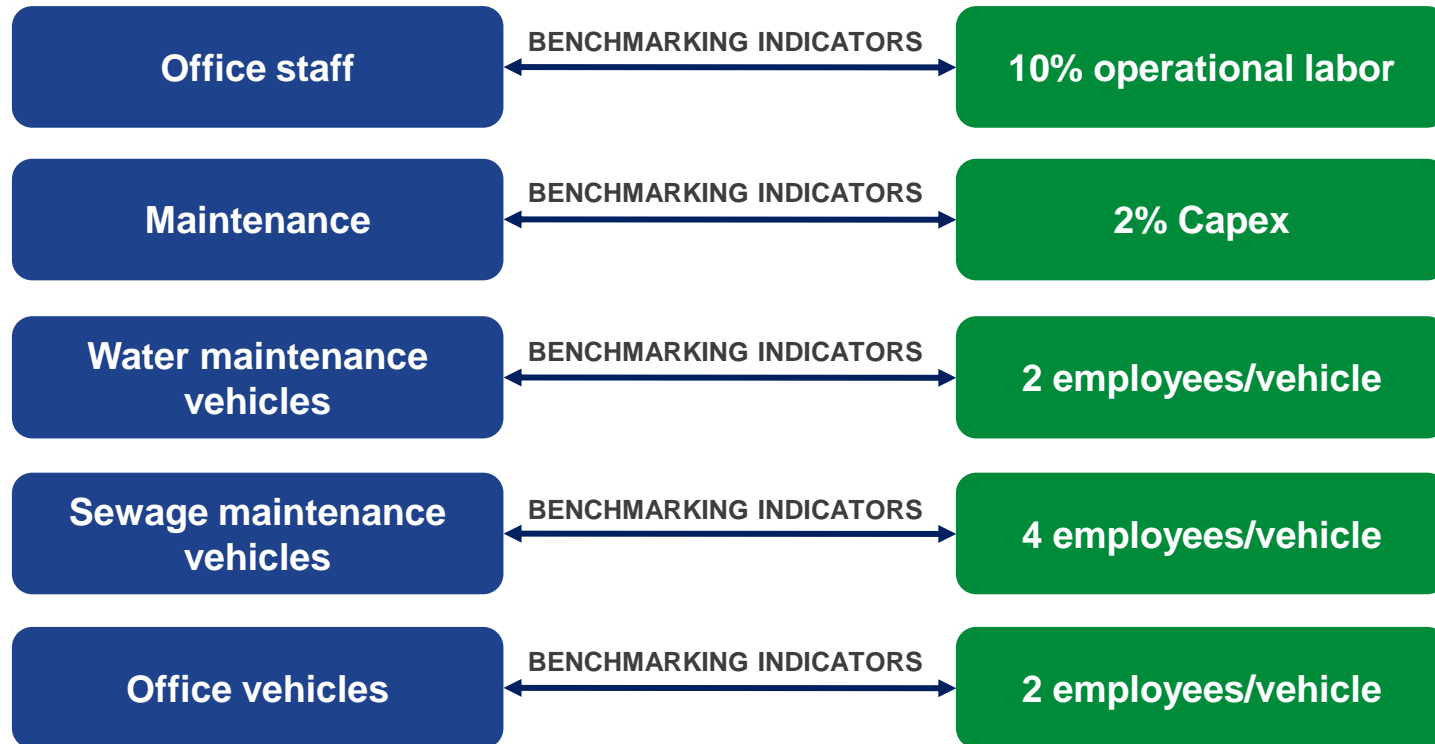 Office staff
BENCHMARKING INDICATORS
10% operational labor
Maintenance
BENCHMARKING INDICATORS
2% Capex
Water maintenance
vehicles
BENCHMARKING INDICATORS
2 employees/vehicle
Sewage maintenance
vehicles
BENCHMARKING INDICATORS
4 employees/vehicle
Office vehicles
BENCHMARKING INDICATORS
2 employees/vehicle